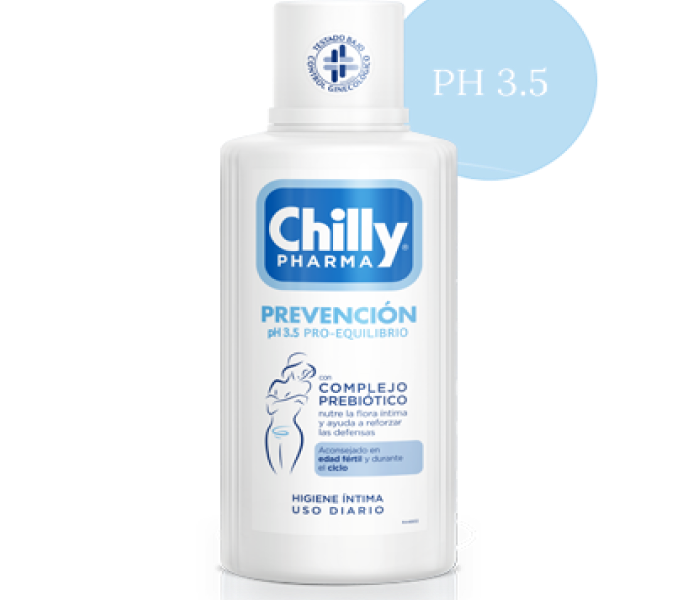 TESTADO BAJO
CONTROL GINECOLÓGICO
PH 3.5
Chilly®
PHARMA
PREVENCIÓN
pH 3.5 PRO-EQUILIBRIO
con
COMPLEJO
PREBIÓTICO
nutre la flora íntima
y ayuda a reforzar
las defensas
Aconsejado en
edad fértil y durante
el ciclo
HIGIENE ÍNTIMA
USO DIARIO